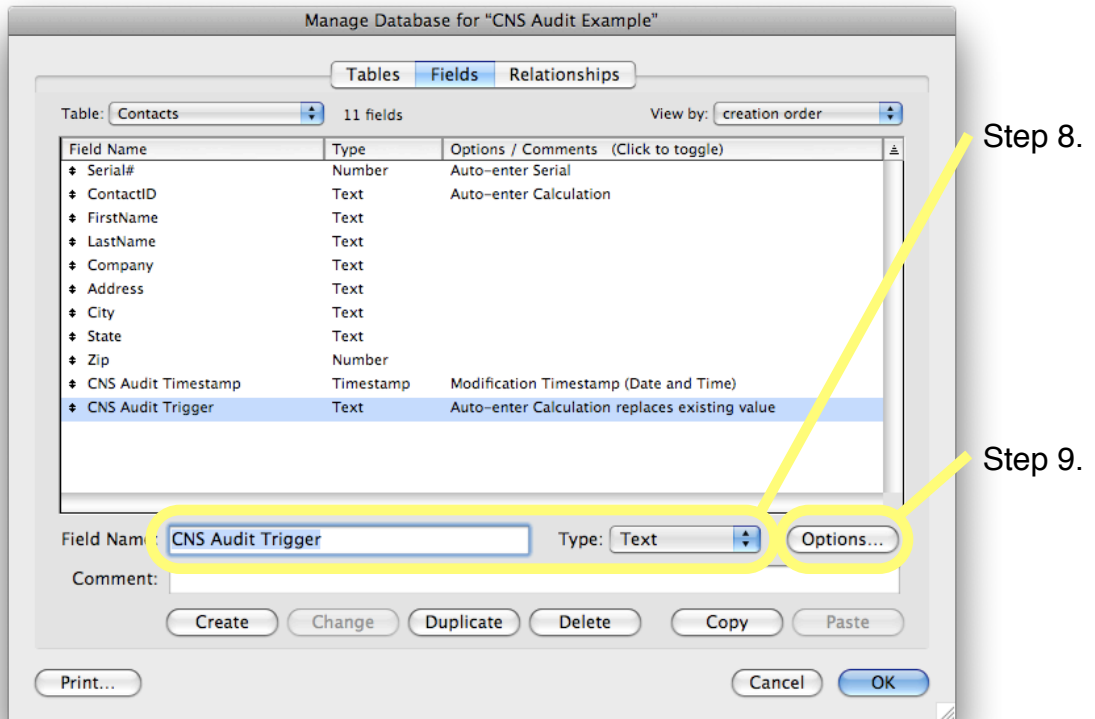 Manage Database for “CNS Audit Example”
Tables Fields Relationships
Table: Contacts 11 fields View by: creation order
Step 8.
Field Name Type Options / Comments (Click to toggle)
Serial# Number Auto-enter Serial
ContactID Text Auto-enter Calculation
FirstName Text
LastName Text
Company Text
Address Text
City Text
State Text
Zip Number
CNS Audit Timestamp Timestamp Modification Timestamp (Date and Time)
CNS Audit Trigger Text Auto-enter Calculation replaces existing value
Step 9.
Field Name: CNS Audit Trigger Type: Text Options...
Comment:
Create Change Duplicate Delete Copy Paste
Print... Cancel OK